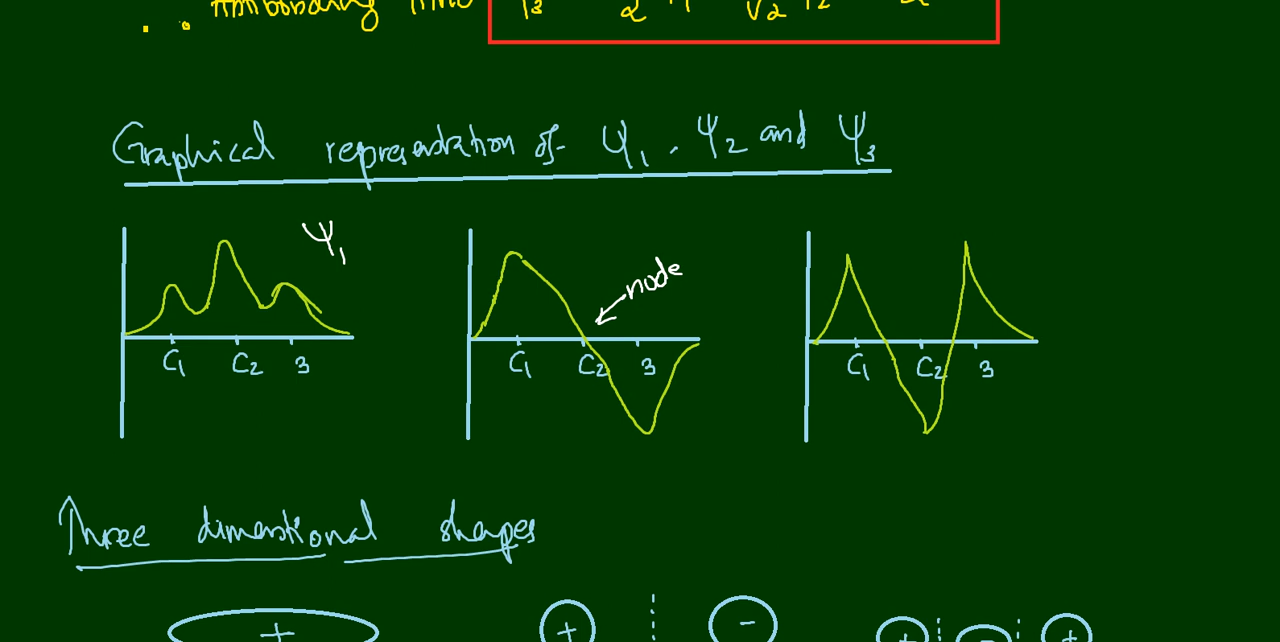 Graphical representation of Ψ₁, Ψ₂ and Ψ₃
Ψ₁
node
C₁ C₂ 3
C₁ C₂ 3
C₁ C₂ 3
Three dimenstional shapes
+ + - + - +